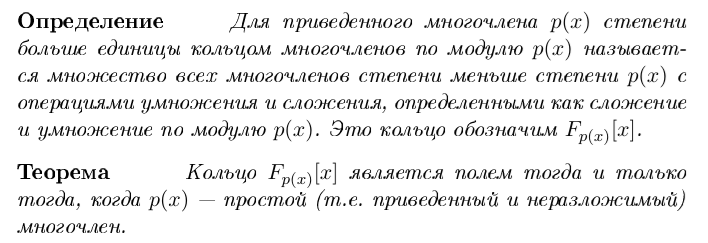 Определение Для приведенного многочлена p(x) степени
больше единицы кольцом многочленов по модулю p(x) называет-
ся множество всех многочленов степени меньше степени p(x) с
операциями умножения и сложения, определенными как сложение
и умножение по модулю p(x). Это кольцо обозначим F_{p(x)}[x].
Теорема Кольцо F_{p(x)}[x] является полем тогда и только
тогда, когда p(x) — простой (т.е. приведенный и неразложимый)
многочлен.